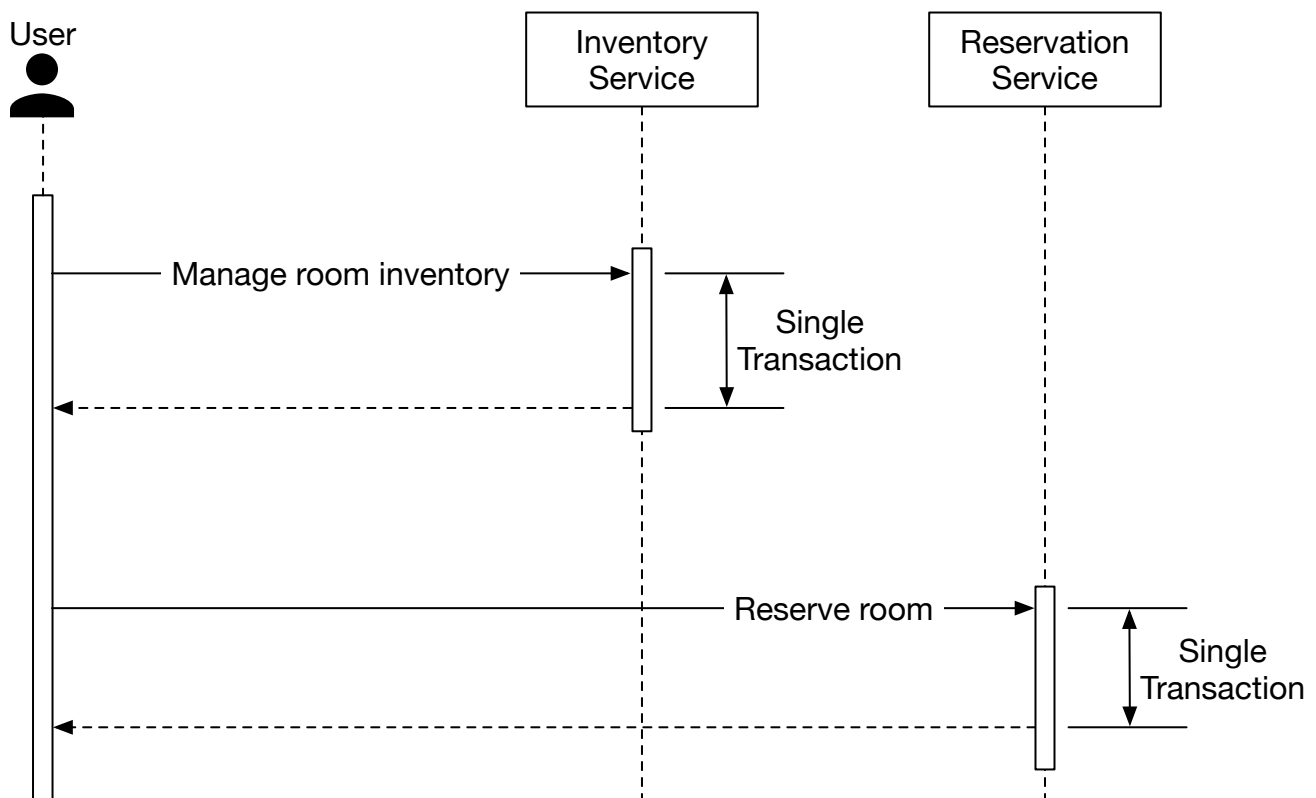 User
Inventory
Service
Reservation
Service
Manage room inventory
Single
Transaction
Reserve room
Single
Transaction